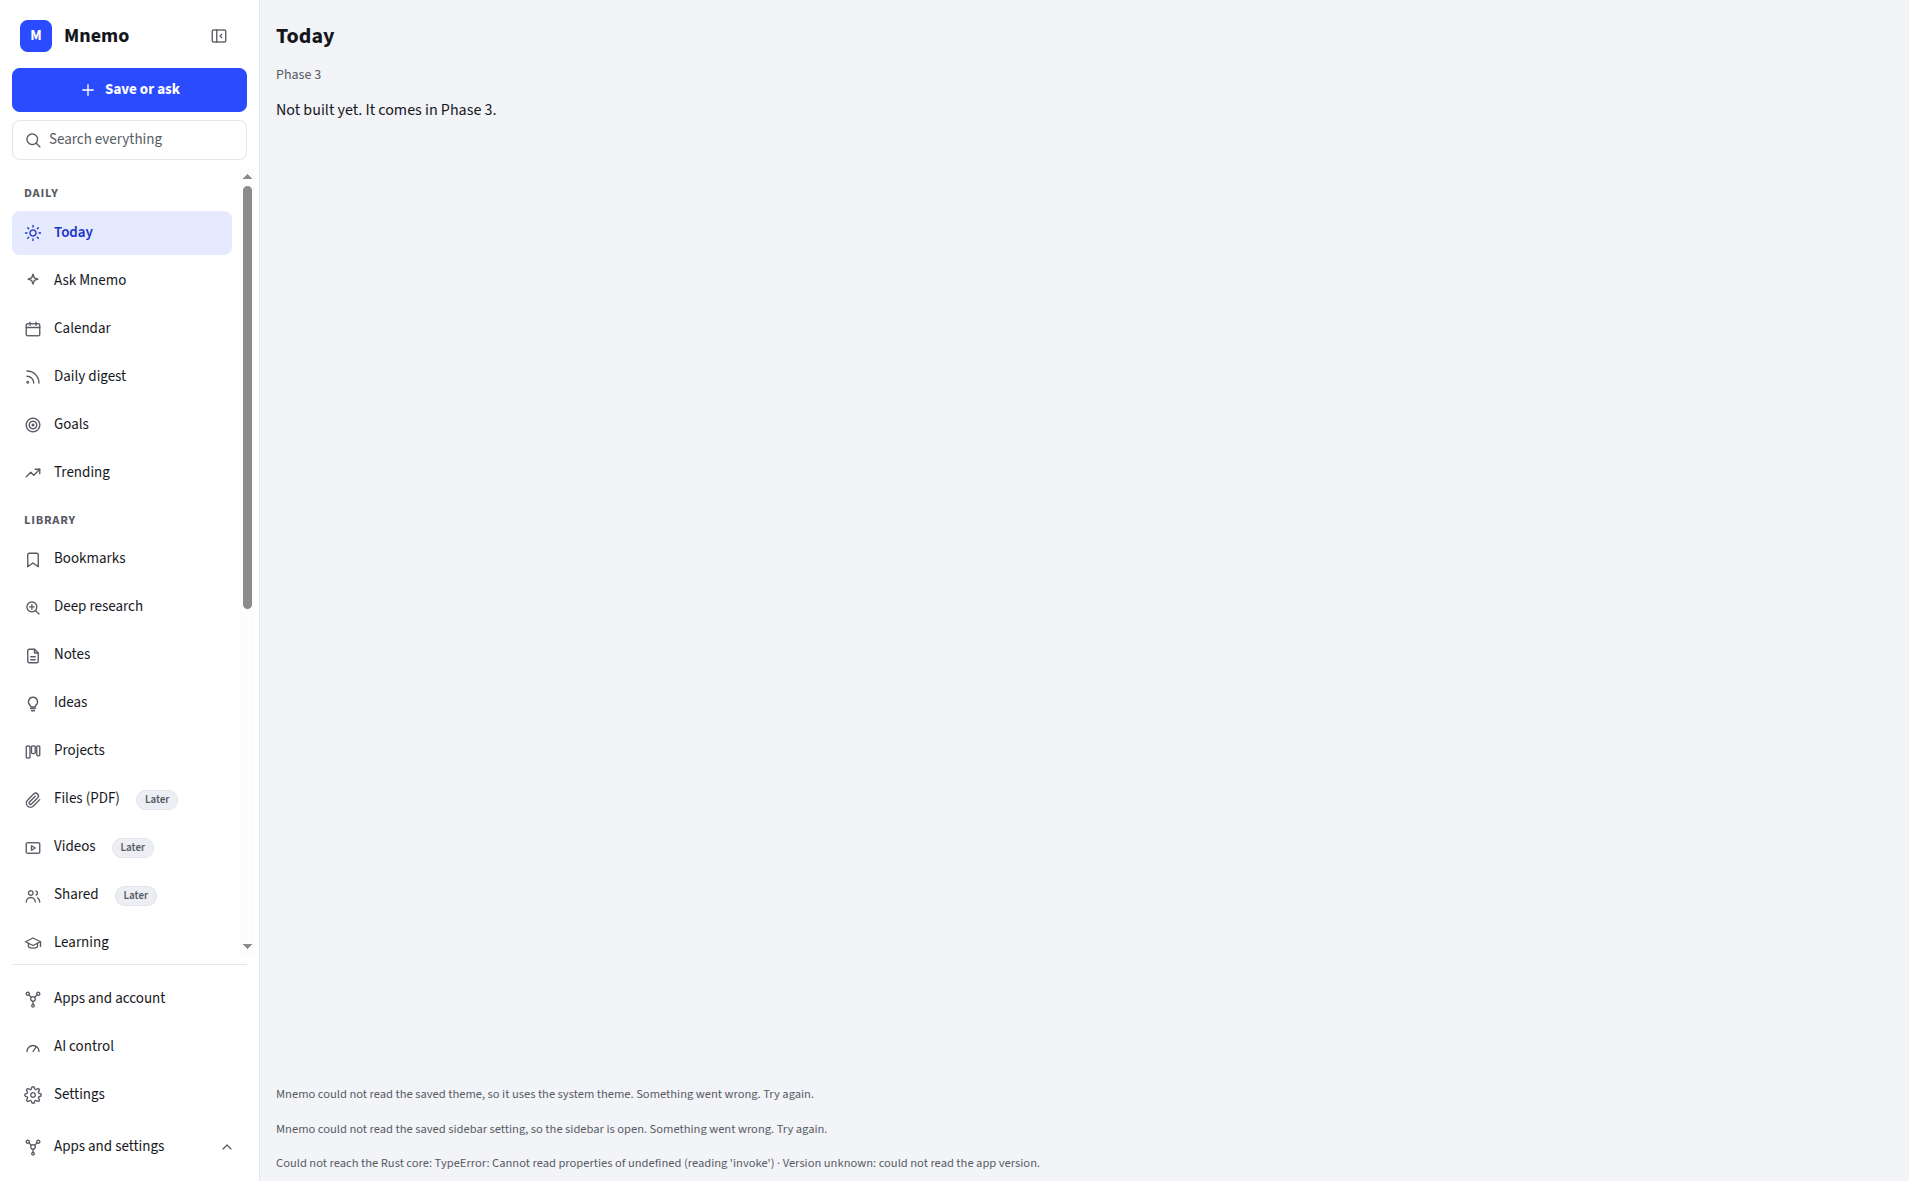 M
Mnemo
Save or ask
Search everything
DAILY
Today
Ask Mnemo
Calendar
Daily digest
Goals
Trending
LIBRARY
Bookmarks
Deep research
Notes
Ideas
Projects
Files (PDF) Later
Videos Later
Shared Later
Learning
Apps and account
AI control
Settings
Apps and settings
Today
Phase 3
Not built yet. It comes in Phase 3.
Mnemo could not read the saved theme, so it uses the system theme. Something went wrong. Try again.
Mnemo could not read the saved sidebar setting, so the sidebar is open. Something went wrong. Try again.
Could not reach the Rust core: TypeError: Cannot read properties of undefined (reading 'invoke') · Version unknown: could not read the app version.